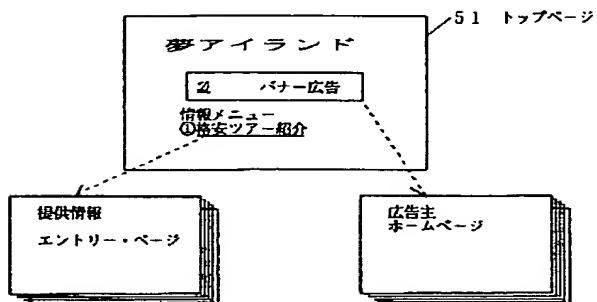 51 トップページ
夢アイランド
バナー広告
情報メニュー
①格安ツアー紹介
提供情報
エントリー・ページ
広告主
ホームページ